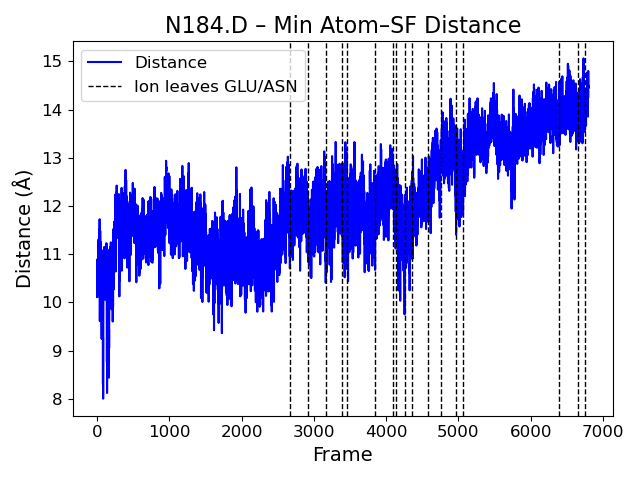 N184.D – Min Atom–SF Distance
Distance
Ion leaves GLU/ASN
15
14
13
12
11
10
9
8
Distance (Å)
0 1000 2000 3000 4000 5000 6000 7000
Frame